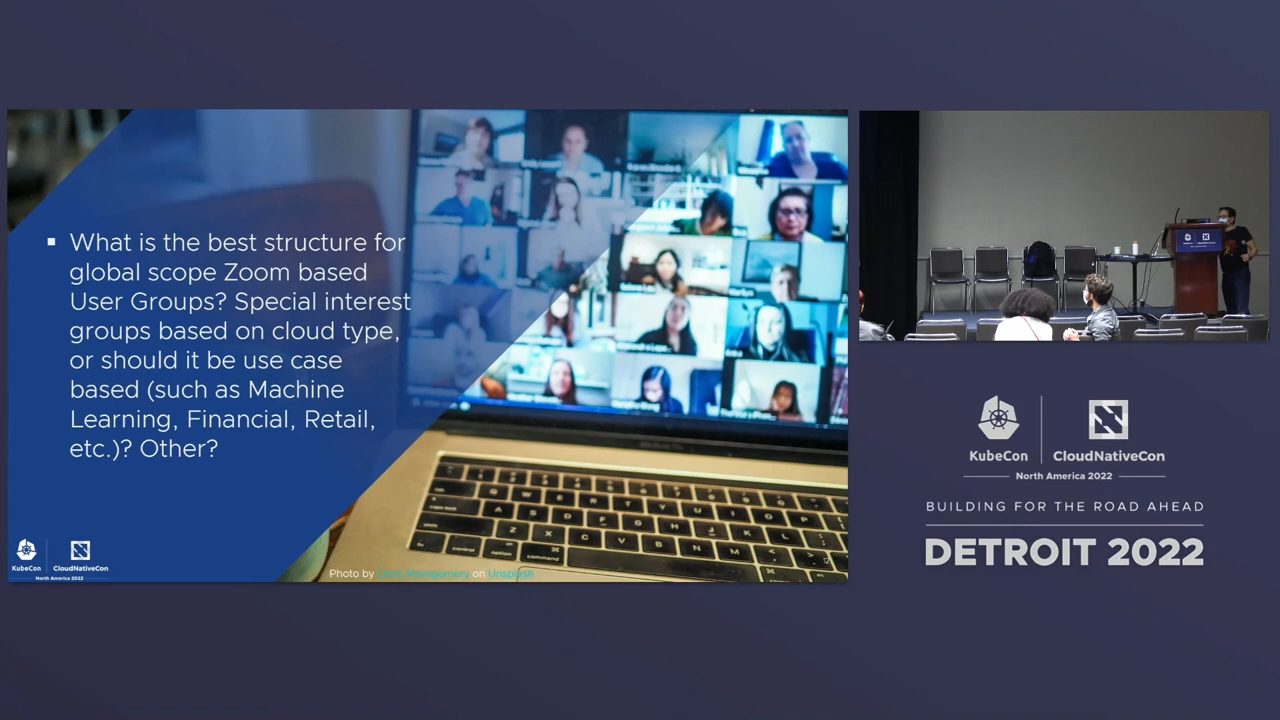 What is the best structure for
global scope Zoom based
User Groups? Special interest
groups based on cloud type,
or should it be use case
based (such as Machine
Learning, Financial, Retail,
etc.)? Other?
Photo by Montgomery on Unsplash
KubeCon
CloudNativeCon
North America 2022
KubeCon
CloudNativeCon
North America 2022
BUILDING FOR THE ROAD AHEAD
DETROIT 2022